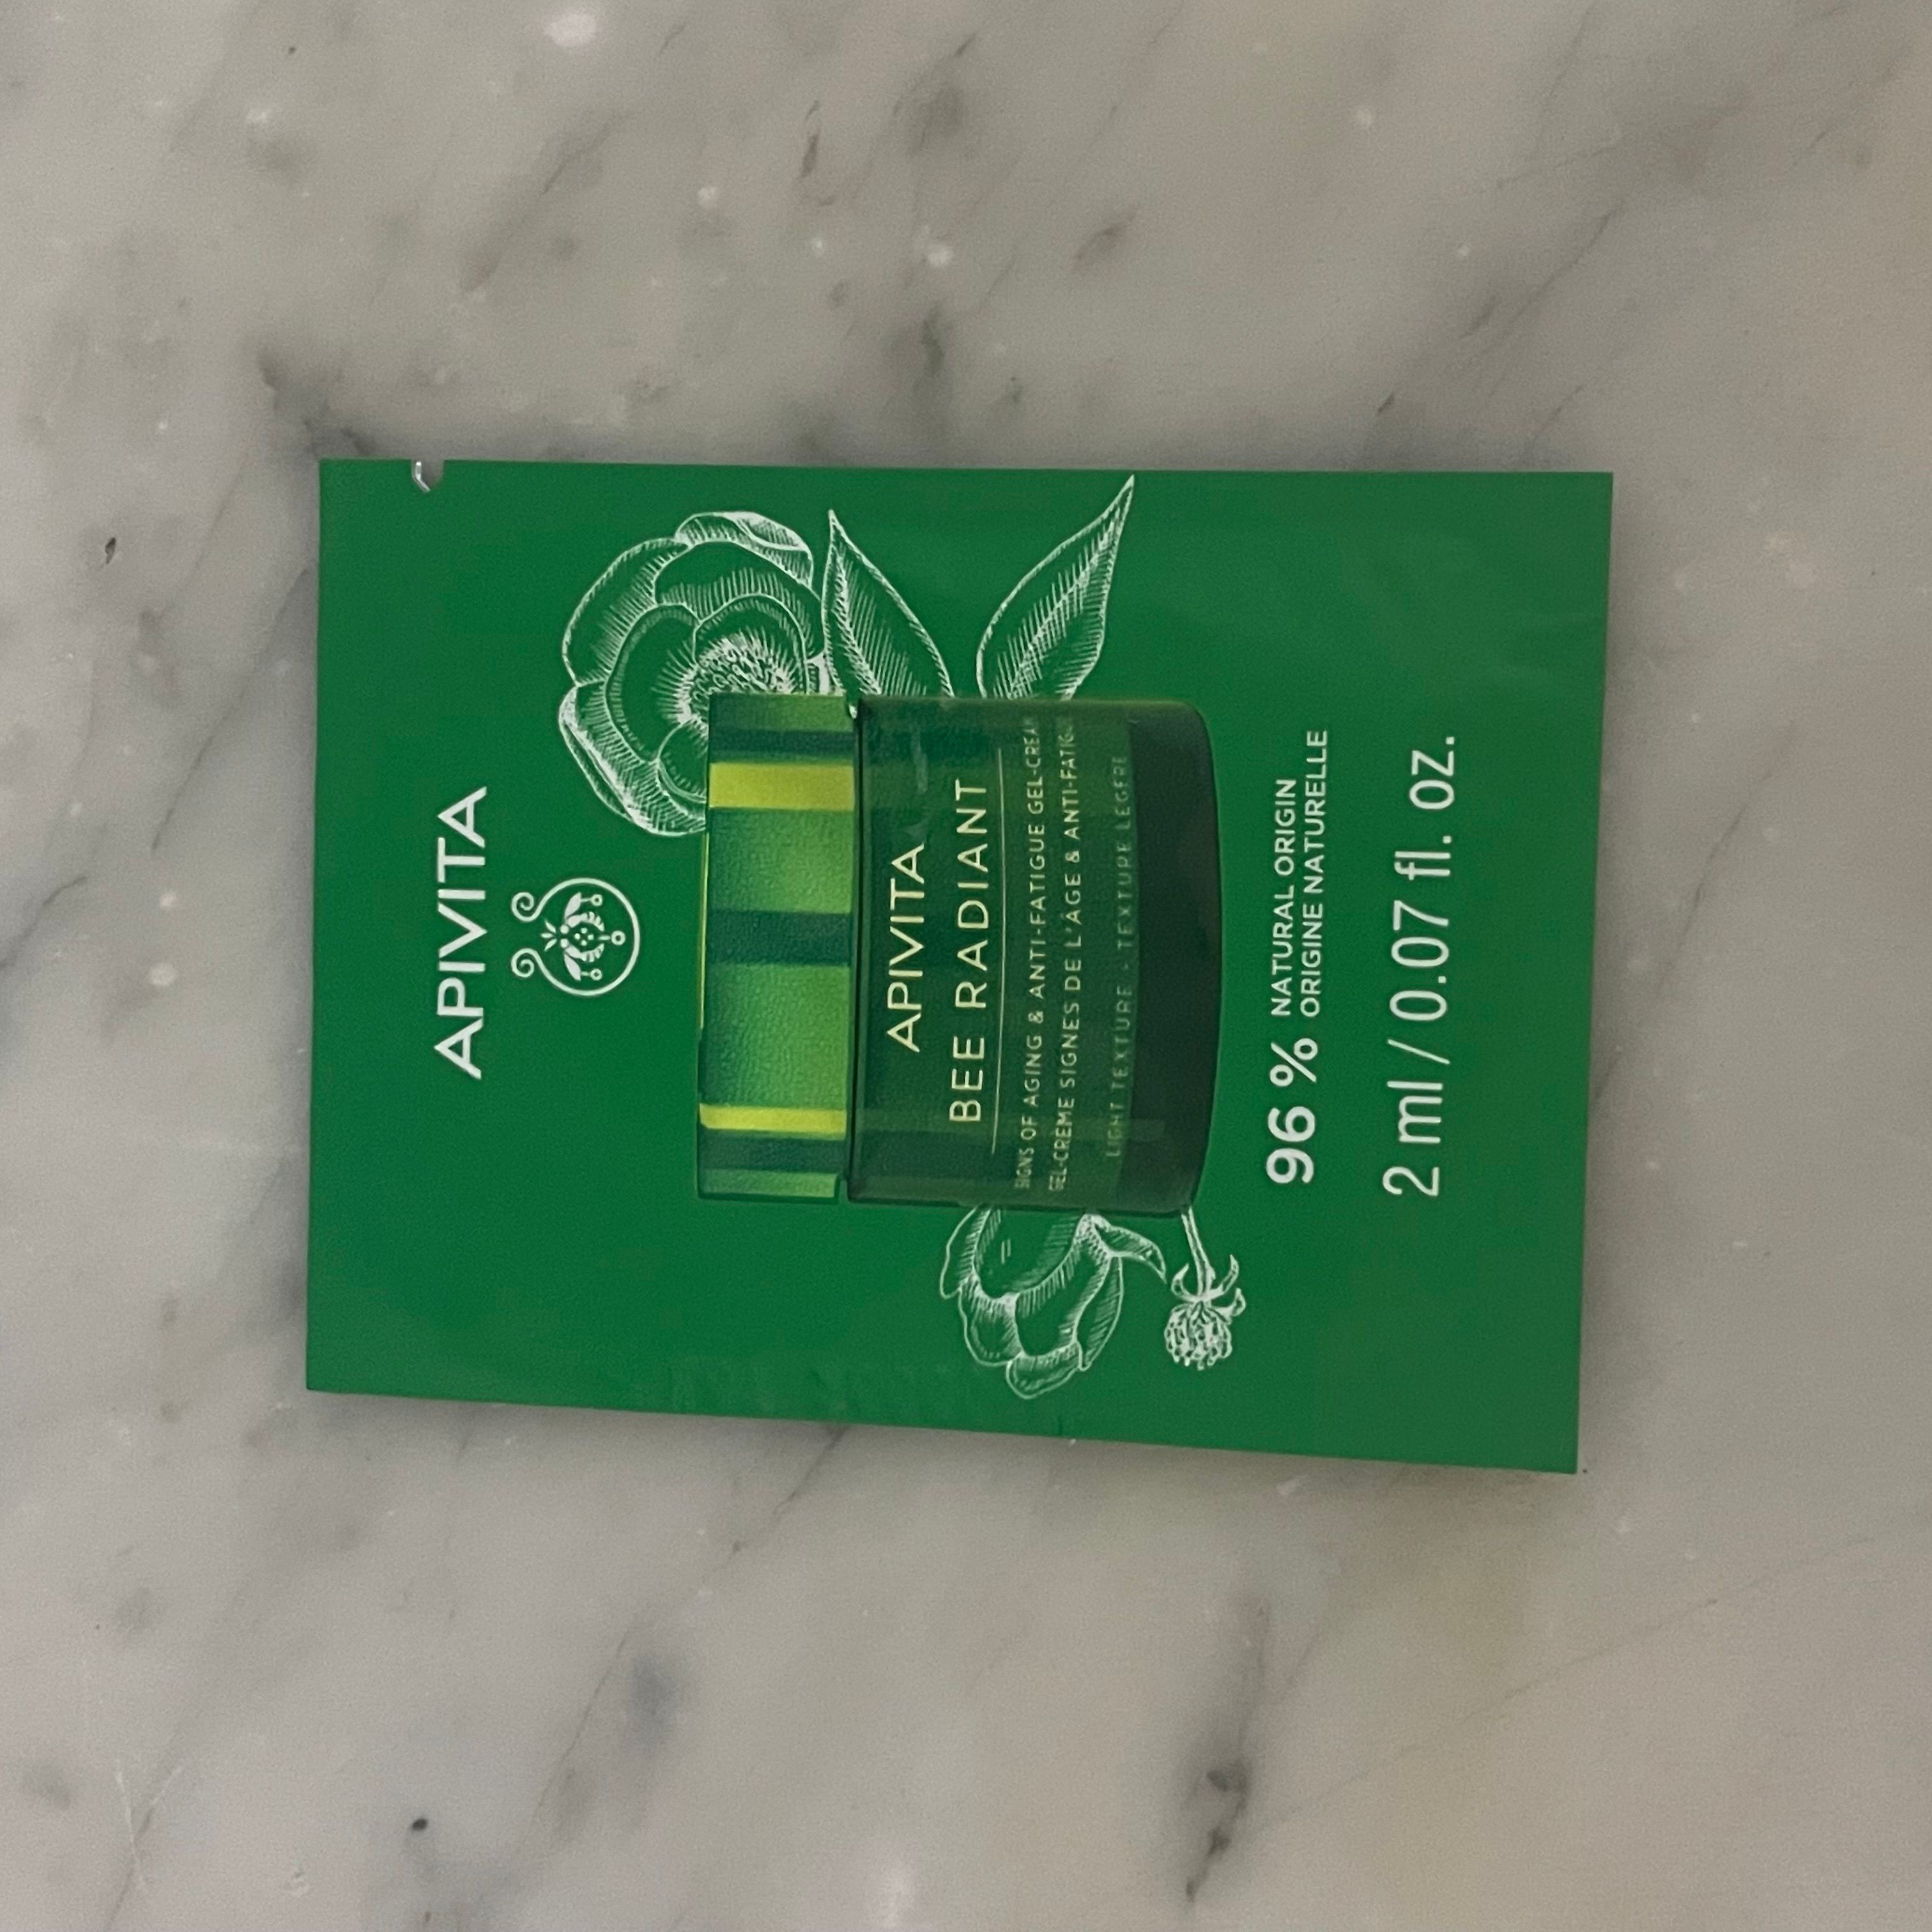 APIVITA
APIVITA
BEE RADIANT
SIGNS OF AGING & ANTI-FATIGUE GEL-CREAM
GEL-CRÈME SIGNES DE L'ÂGE & ANTI-FATIGUE
LIGHT TEXTURE - TEXTURE LÉGÈRE
96 % NATURAL ORIGIN
ORIGINE NATURELLE
2 ml / 0.07 fl. oz.